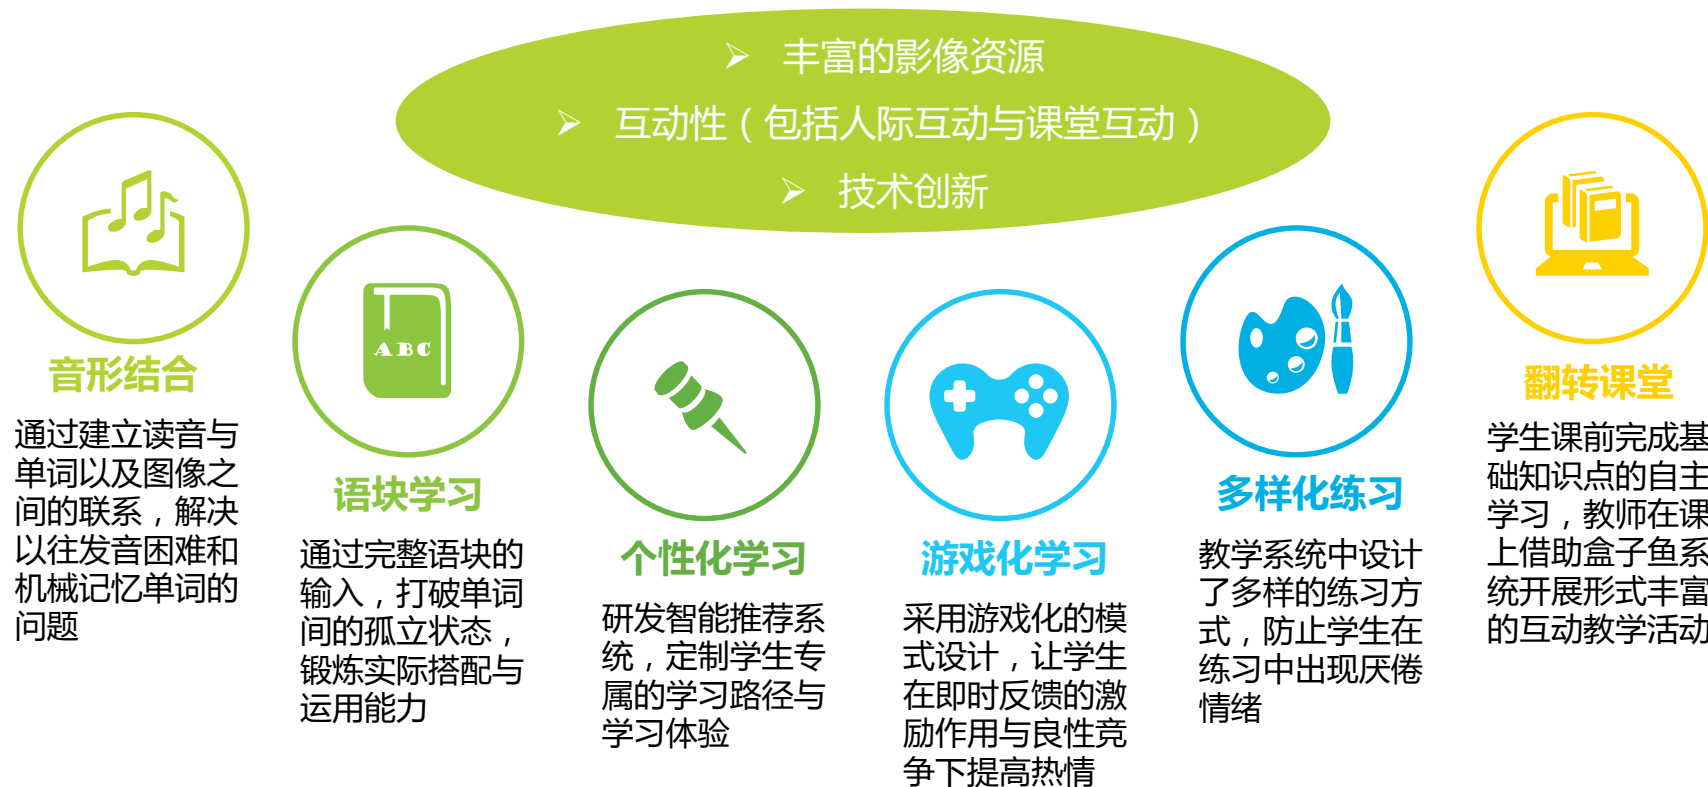 ➢ 丰富的影像资源
➢ 互动性（包括人际互动与课堂互动）
➢ 技术创新
音形结合
通过建立读音与
单词以及图像之
间的联系，解决
以往发音困难和
机械记忆单词的
问题
ABC
语块学习
通过完整语块的
输入，打破单词
间的孤立状态，
锻炼实际搭配与
运用能力
个性化学习
研发智能推荐系
统，定制学生专
属的学习路径与
学习体验
游戏化学习
采用游戏化的模
式设计，让学生
在即时反馈的激
励作用与良性竞
争下提高热情
多样化练习
教学系统中设计
了多样的练习方
式，防止学生在
练习中出现厌倦
情绪
翻转课堂
学生课前完成基
础知识点的自主
学习，教师在课
上借助盒子鱼系
统开展形式丰富
的互动教学活动